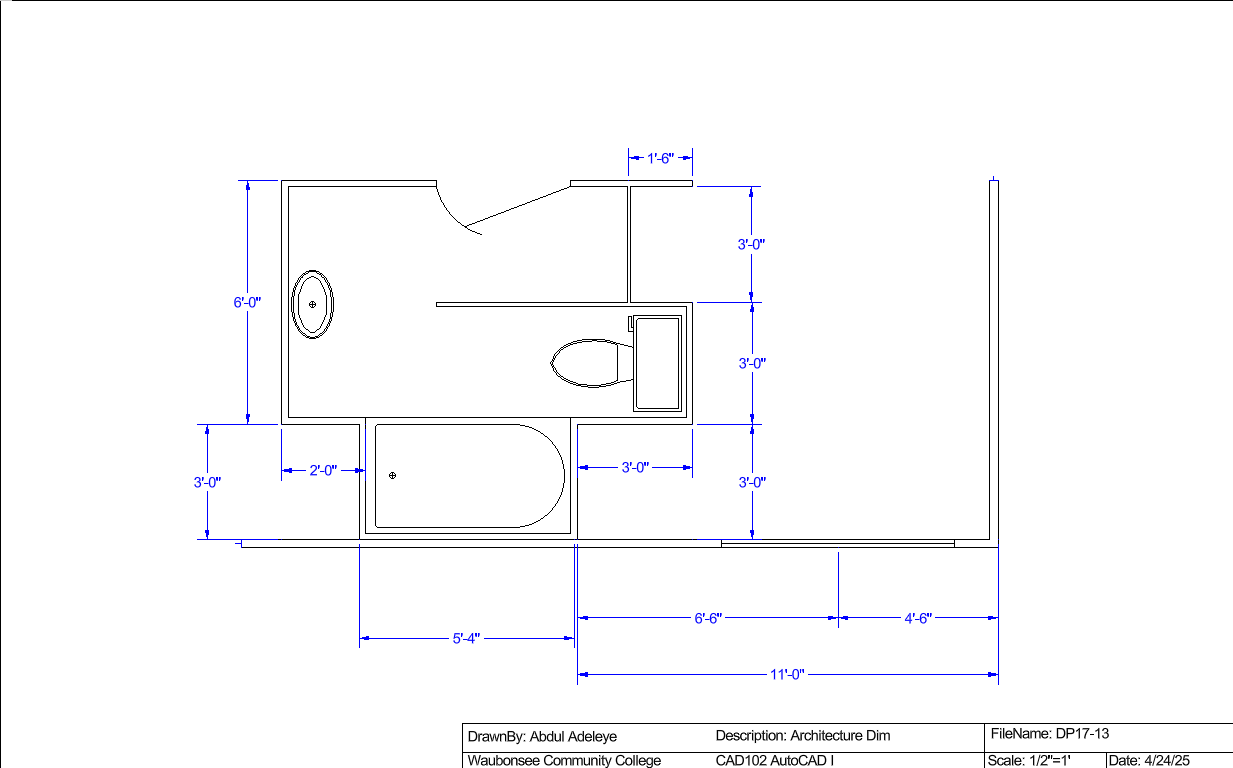 1'-6"
3'-0"
6'-0"
3'-0"
2'-0"
3'-0"
3'-0"
3'-0"
6'-6"
4'-6"
5'-4"
11'-0"
DrawnBy: Abdul Adeleye
Description: Architecture Dim
FileName: DP17-13
Waubonsee Community College
CAD102 AutoCAD I
Scale: 1/2"=1'
Date: 4/24/25